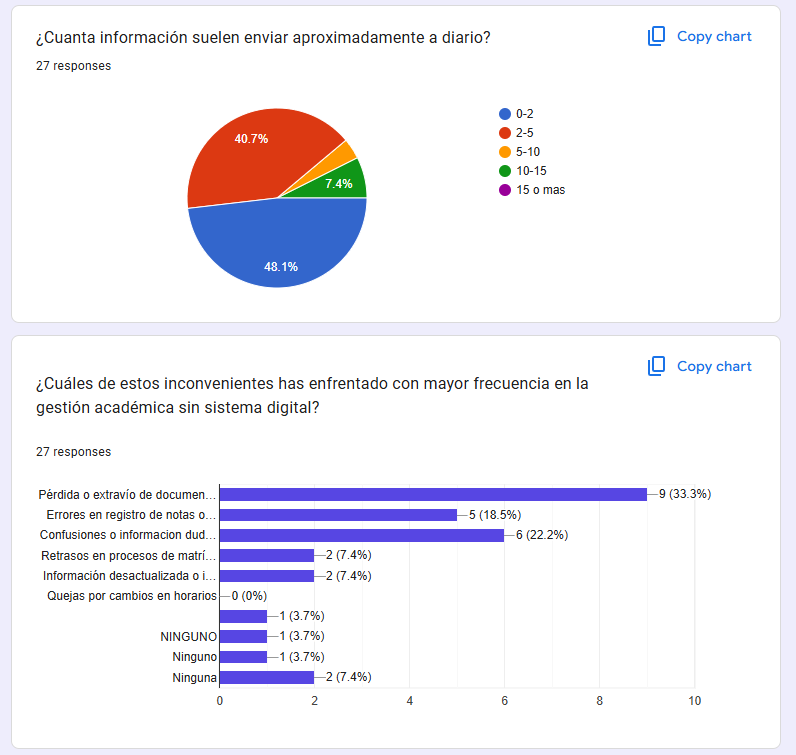 ¿Cuanta información suelen enviar aproximadamente a diario?
Copy chart
27 responses
40.7%
7.4%
48.1%
0-2
2-5
5-10
10-15
15 o mas
Copy chart
¿Cuáles de estos inconvenientes has enfrentado con mayor frecuencia en la
gestión académica sin sistema digital?
27 responses
Pérdida o extravío de documen... 9 (33.3%)
Errores en registro de notas o... 5 (18.5%)
Confusiones o informacion dud... 6 (22.2%)
Retrasos en procesos de matrí... 2 (7.4%)
Información desactualizada o i... 2 (7.4%)
Quejas por cambios en horarios 0 (0%)
1 (3.7%)
NINGUNO 1 (3.7%)
Ninguno 1 (3.7%)
Ninguna 2 (7.4%)
0 2 4 6 8 10